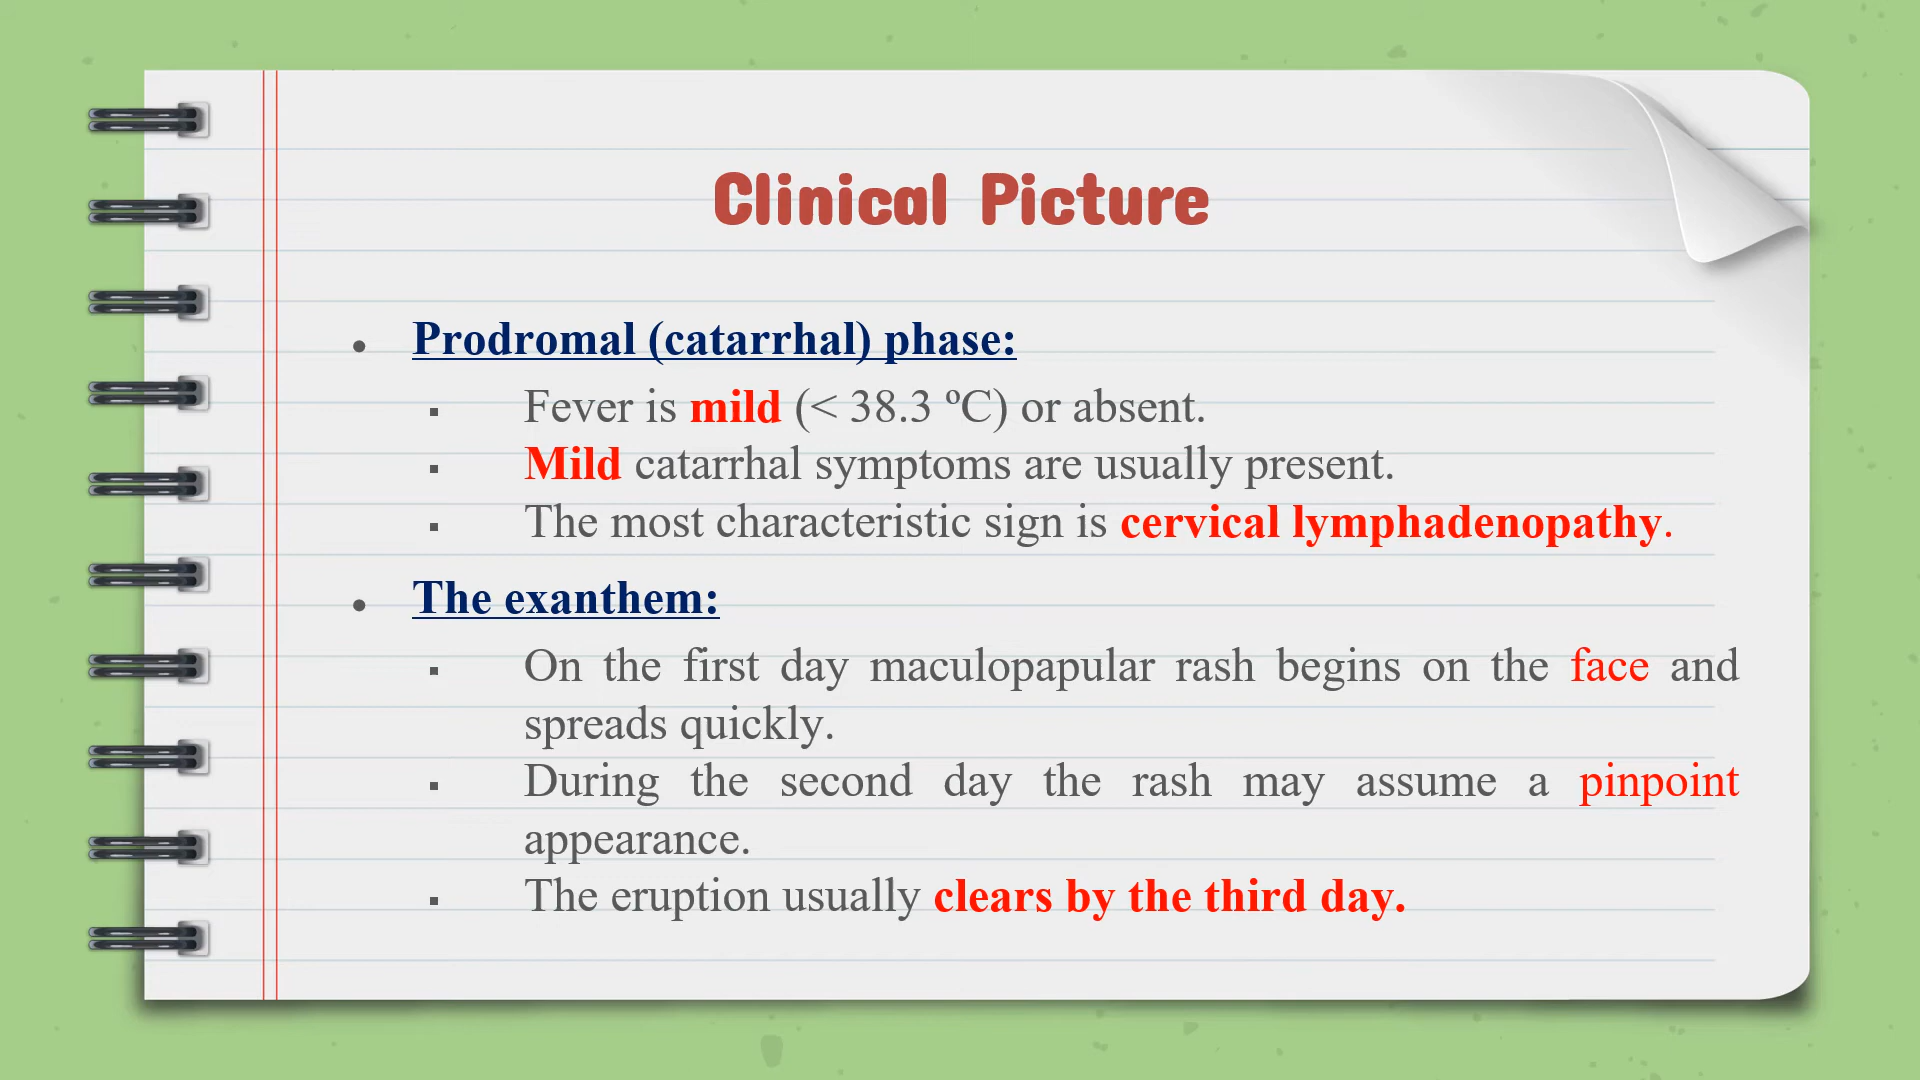 Clinical Picture
• Prodromal (catarrhal) phase:
▪ Fever is mild (< 38.3 ºC) or absent.
▪ Mild catarrhal symptoms are usually present.
▪ The most characteristic sign is cervical lymphadenopathy.
• The exanthem:
▪ On the first day maculopapular rash begins on the face and
spreads quickly.
▪ During the second day the rash may assume a pinpoint
appearance.
▪ The eruption usually clears by the third day.